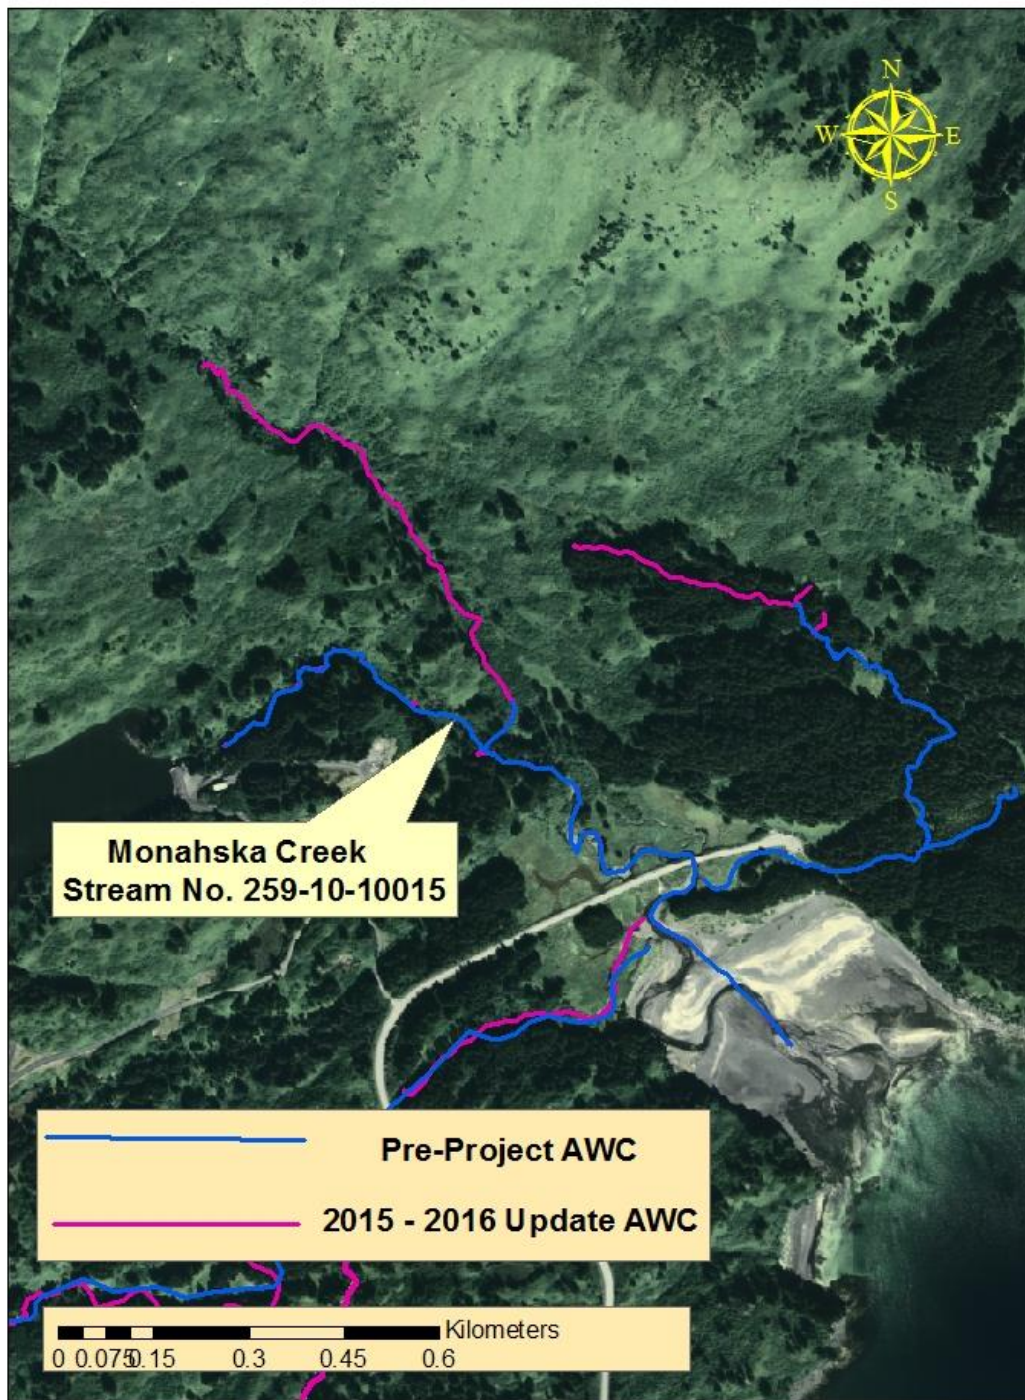 N
W E
S
Monahska Creek
Stream No. 259-10-10015
Pre-Project AWC
2015 - 2016 Update AWC
Kilometers
0 0.075 0.15 0.3 0.45 0.6